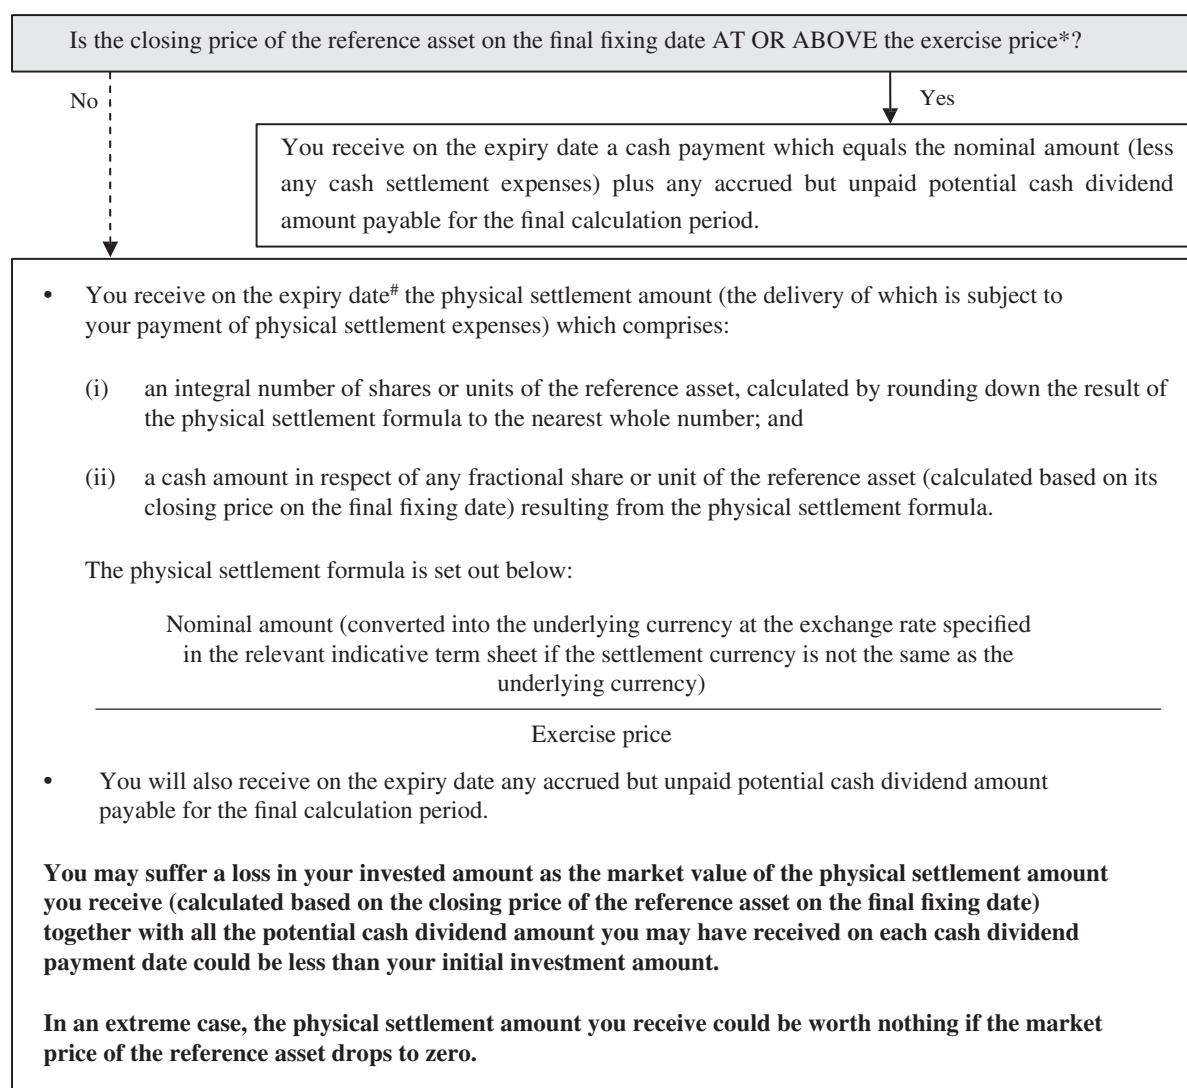 Is the closing price of the reference asset on the final fixing date AT OR ABOVE the exercise price*?
No
Yes
You receive on the expiry date a cash payment which equals the nominal amount (less
any cash settlement expenses) plus any accrued but unpaid potential cash dividend
amount payable for the final calculation period.
• You receive on the expiry date# the physical settlement amount (the delivery of which is subject to
your payment of physical settlement expenses) which comprises:
(i) an integral number of shares or units of the reference asset, calculated by rounding down the result of
the physical settlement formula to the nearest whole number; and
(ii) a cash amount in respect of any fractional share or unit of the reference asset (calculated based on its
closing price on the final fixing date) resulting from the physical settlement formula.
The physical settlement formula is set out below:
Nominal amount (converted into the underlying currency at the exchange rate specified
in the relevant indicative term sheet if the settlement currency is not the same as the
underlying currency)
Exercise price
• You will also receive on the expiry date any accrued but unpaid potential cash dividend amount
payable for the final calculation period.
You may suffer a loss in your invested amount as the market value of the physical settlement amount
you receive (calculated based on the closing price of the reference asset on the final fixing date)
together with all the potential cash dividend amount you may have received on each cash dividend
payment date could be less than your initial investment amount.
In an extreme case, the physical settlement amount you receive could be worth nothing if the market
price of the reference asset drops to zero.